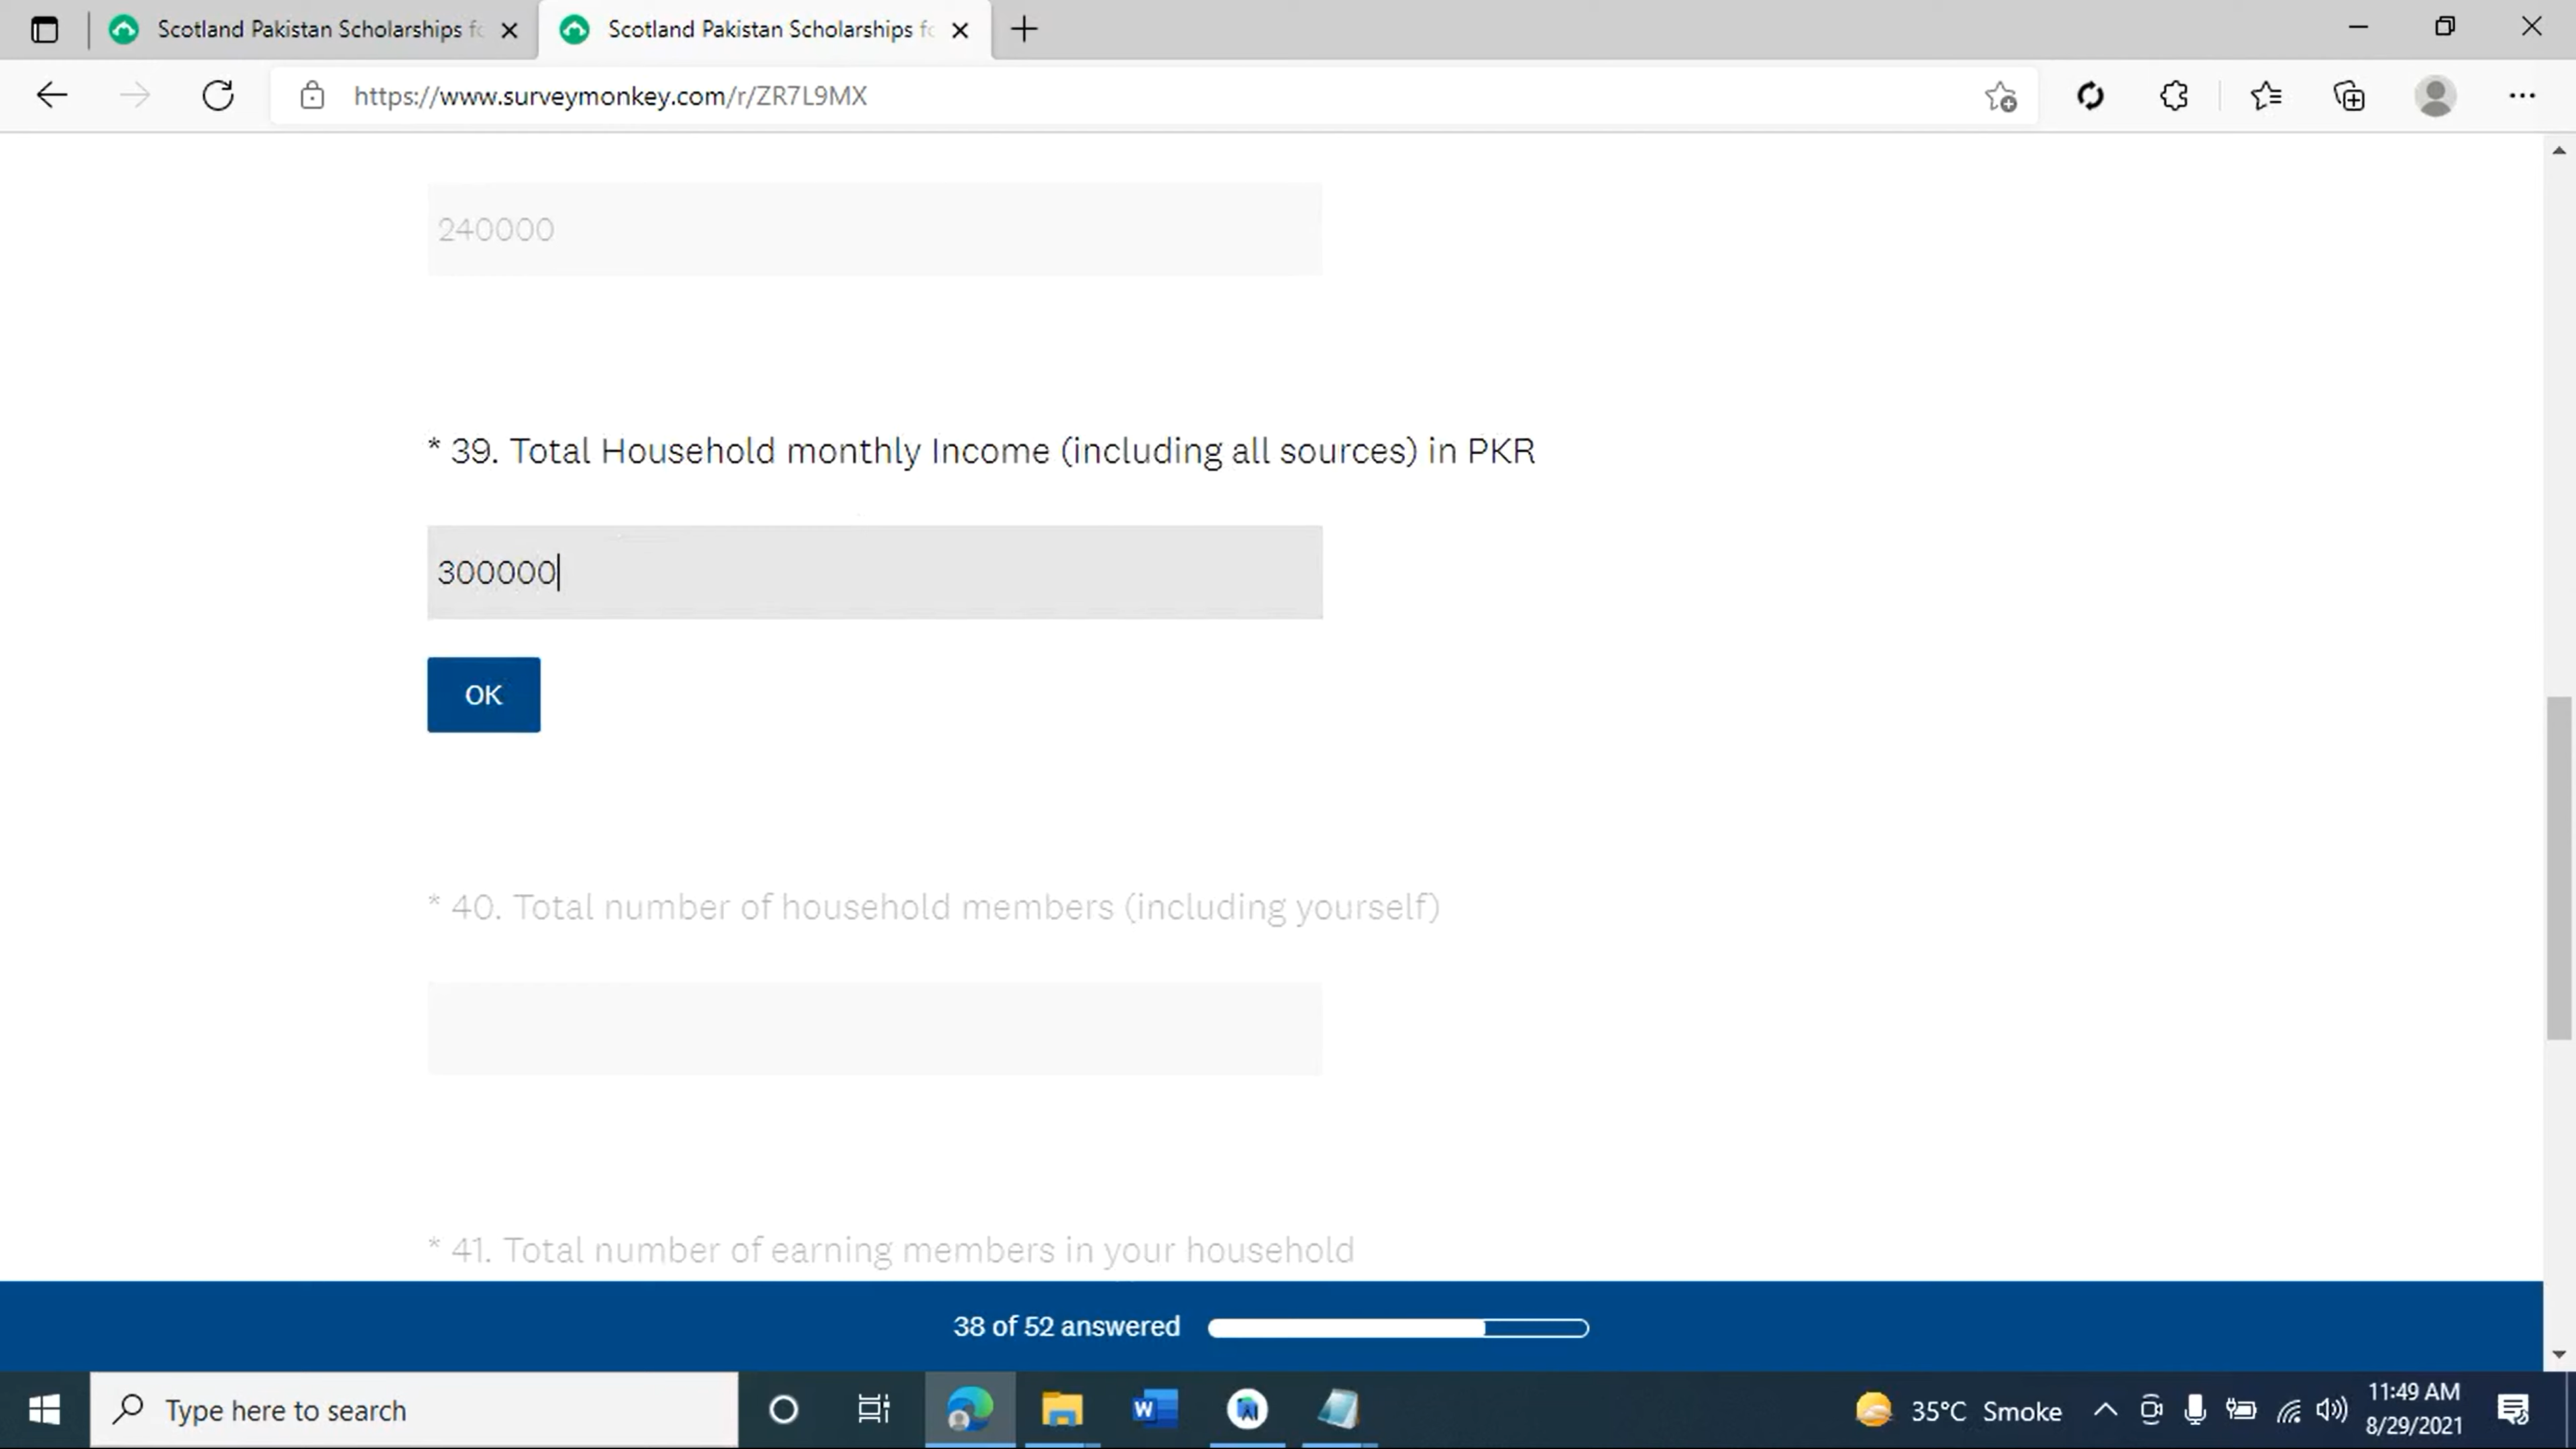 Scotland Pakistan Scholarships fo
Scotland Pakistan Scholarships fo
https://www.surveymonkey.com/r/ZR7L9MX
240000
* 39. Total Household monthly Income (including all sources) in PKR
300000
OK
* 40. Total number of household members (including yourself)
* 41. Total number of earning members in your household
38 of 52 answered
Type here to search
35°C Smoke
11:49 AM
8/29/2021